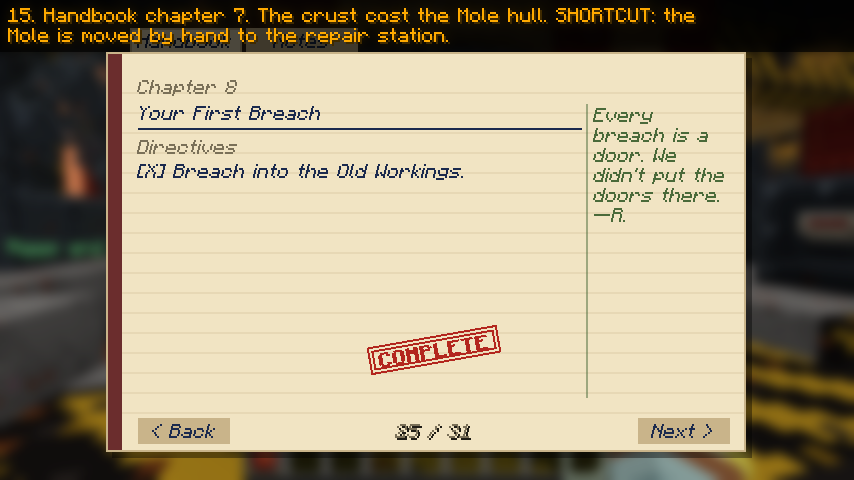 15. Handbook chapter 7. The crust cost the Mole hull. SHORTCUT: the
Mole is moved by hand to the repair station.
Handbook
Notes
Chapter 8
Your First Breach
Directives
[X] Breach into the Old Workings.
Every
breach is a
door. We
didn't put the
doors there.
—R.
COMPLETE
< Back
25 / 31
Next >